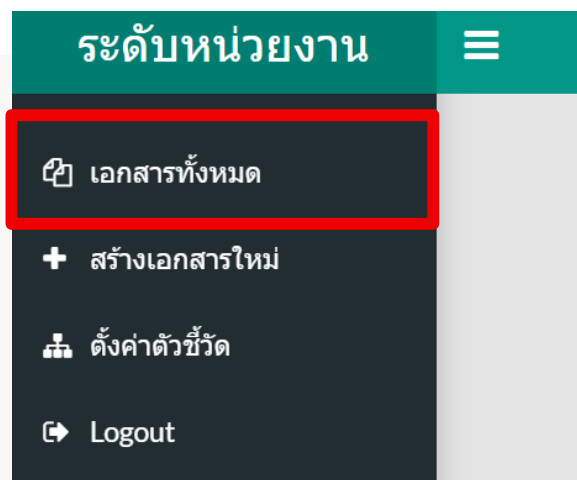 ระดับหน่วยงาน
เอกสารทั้งหมด
สร้างเอกสารใหม่
ตั้งค่าตัวชี้วัด
Logout